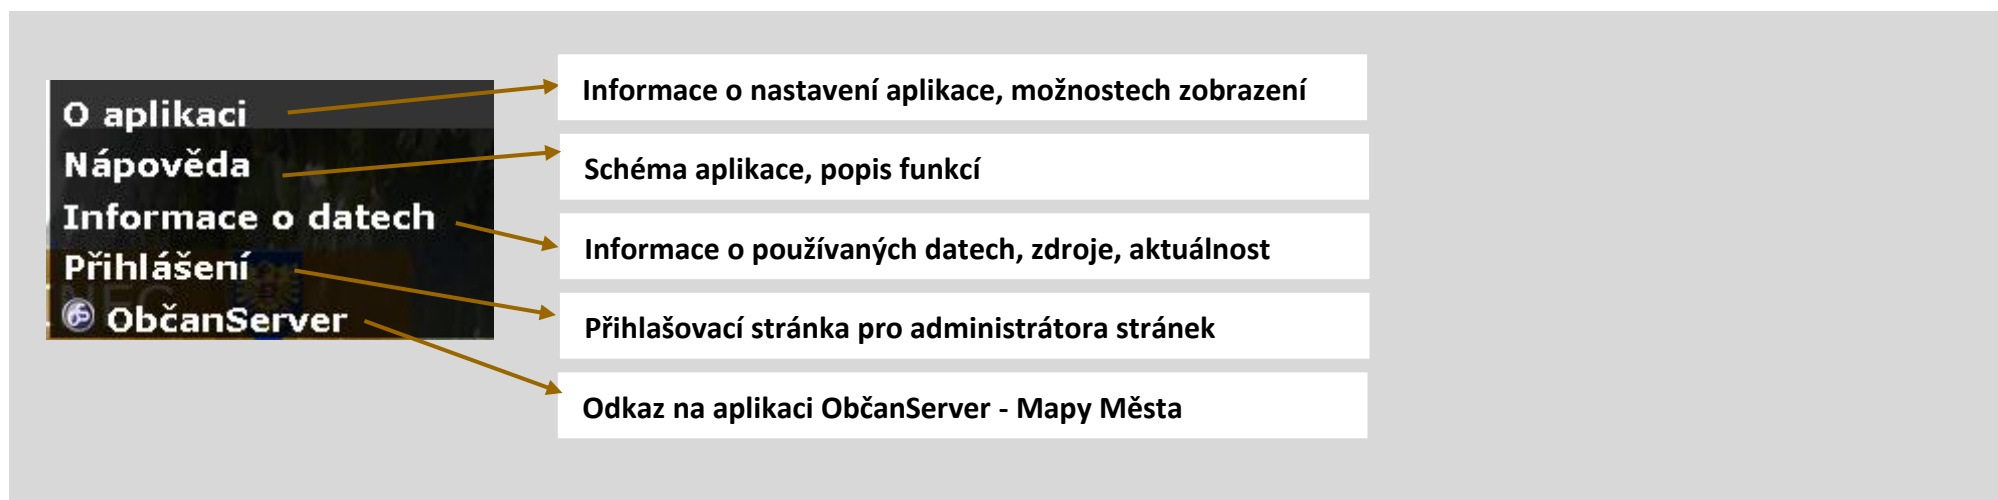 O aplikaci
Informace o nastavení aplikace, možnostech zobrazení
Nápověda
Schéma aplikace, popis funkcí
Informace o datech
Informace o používaných datech, zdroje, aktuálnost
Přihlášení
Přihlašovací stránka pro administrátora stránek
ObčanServer
Odkaz na aplikaci ObčanServer - Mapy Města